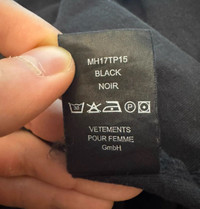 MH17TP15
BLACK
NOIR
P
VETEMENTS
POUR FEMME
GmbH